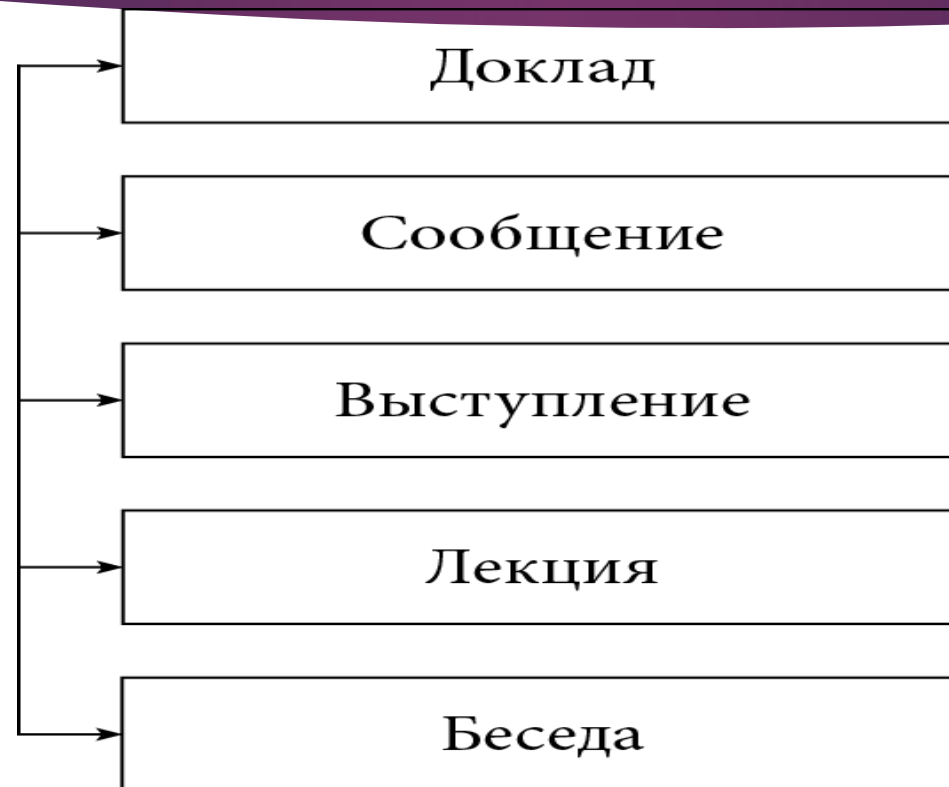 Доклад
Сообщение
Выступление
Лекция
Беседа